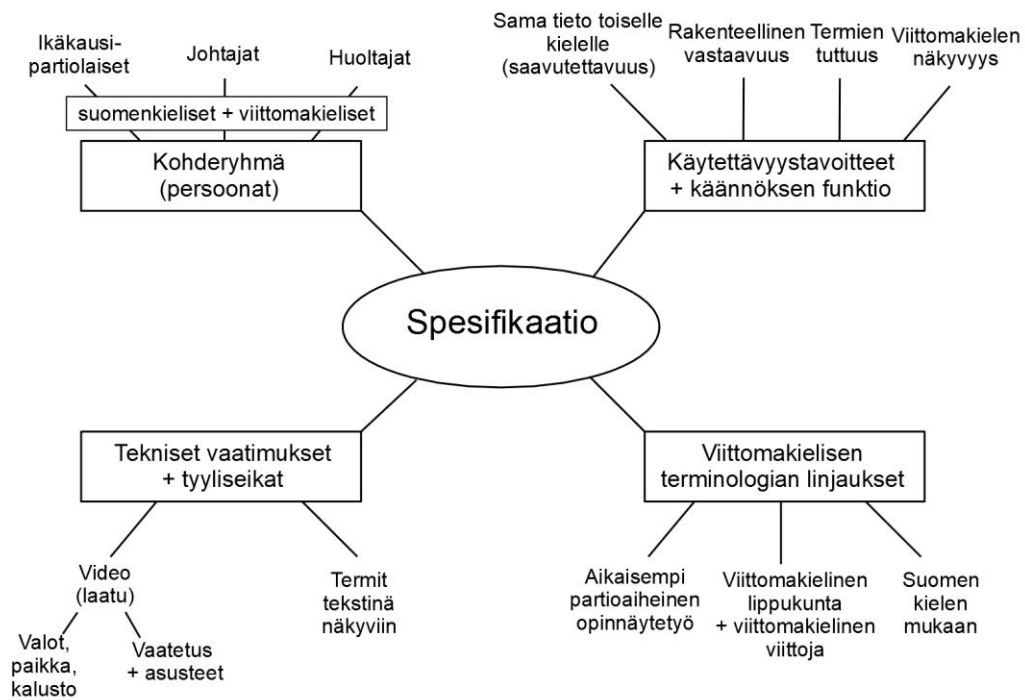 Ikäkausi-
partiolaiset
Johtajat
Huoltajat
suomenkieliset + viittomakieliset
Kohderyhmä
(persoonat)
Sama tieto toiselle
kielelle
(saavutettavuus)
Rakenteellinen
vastaavuus
Termien
tuttuus
Viittomakielen
näkyvyys
Käytettävyystavoitteet
+ käännöksen funktio
Spesifikaatio
Tekniset vaatimukset
+ tyyliseikat
Video
(laatu)
Valot,
paikka,
kalusto
Vaatetus
+ asusteet
Termit
tekstinä
näkyviin
Viittomakielisen
terminologian linjaukset
Aikaisempi
partioaiheinen
opinnäytetyö
Viittomakielinen
lippukunta
+ viittomakielinen
viittoja
Suomen
kielen
mukaan